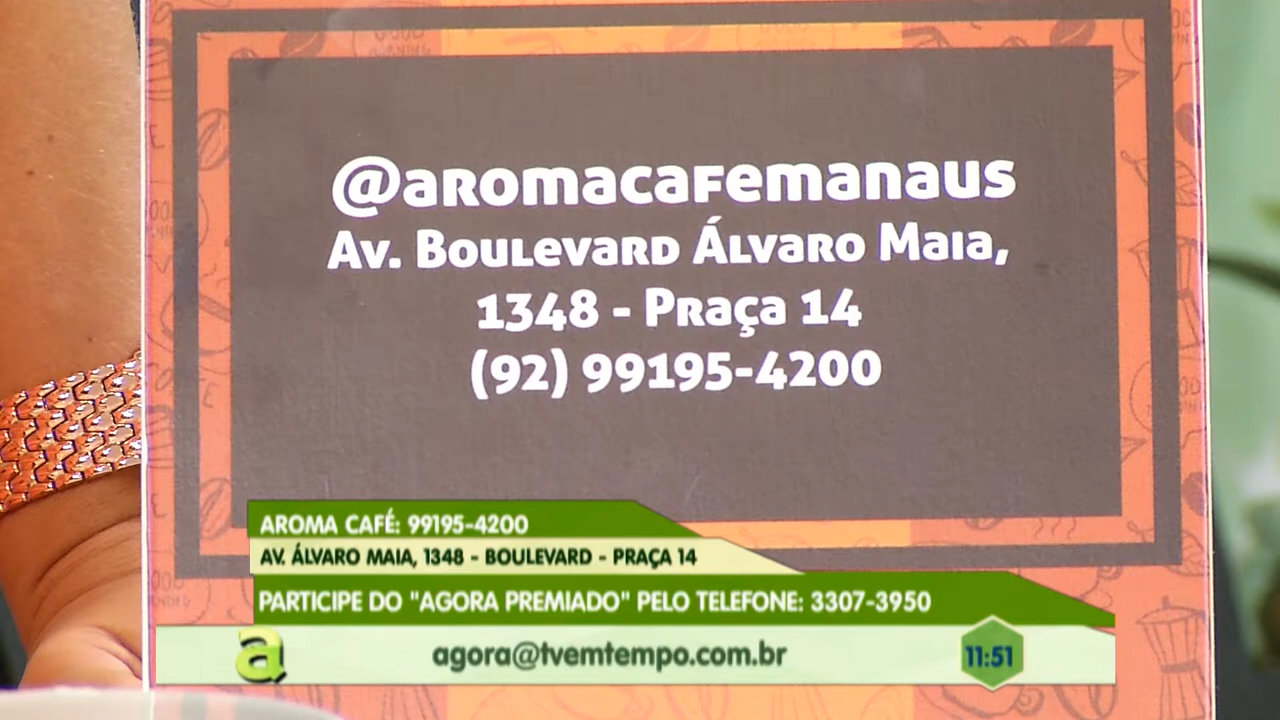 @aromacafemanaus
Av. Boulevard Álvaro Maia,
1348 - Praça 14
(92) 99195-4200
AROMA CAFÉ: 99195-4200
AV. ÁLVARO MAIA, 1348 - BOULEVARD - PRAÇA 14
PARTICIPE DO "AGORA PREMIADO" PELO TELEFONE: 3307-3950
a agora@tvemtempo.com.br 11:51